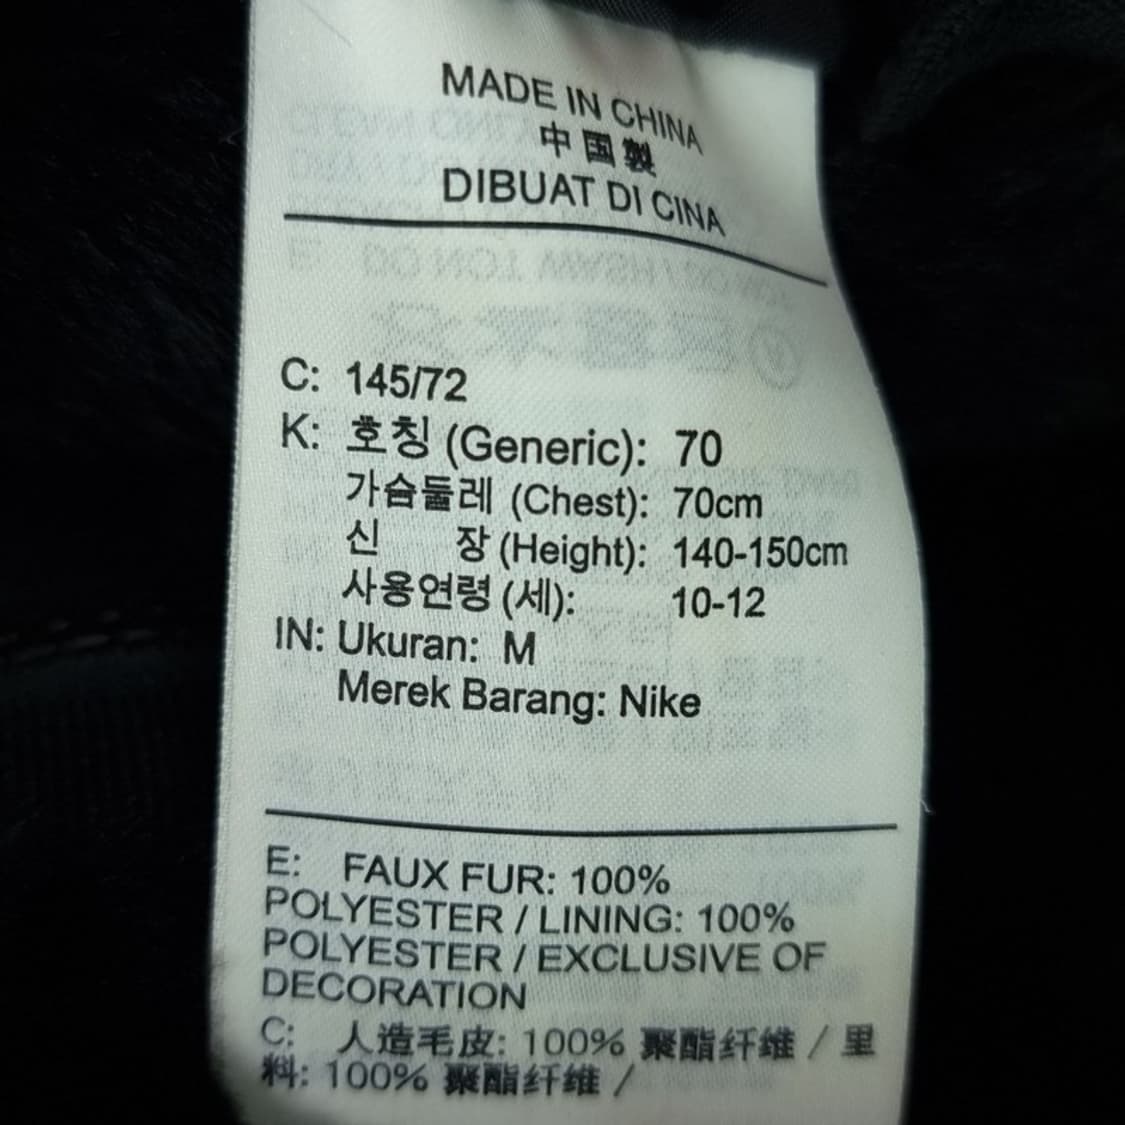 MADE IN CHINA
中国製
DIBUAT DI CINA
C: 145/72
K: 호칭 (Generic): 70
가슴둘레 (Chest): 70cm
신 장 (Height): 140-150cm
사용연령 (세): 10-12
IN: Ukuran: M
Merek Barang: Nike
E: FAUX FUR: 100%
POLYESTER / LINING: 100%
POLYESTER / EXCLUSIVE OF
DECORATION
C: 人造毛皮: 100% 聚酯纤维 / 里
料: 100% 聚酯纤维 /